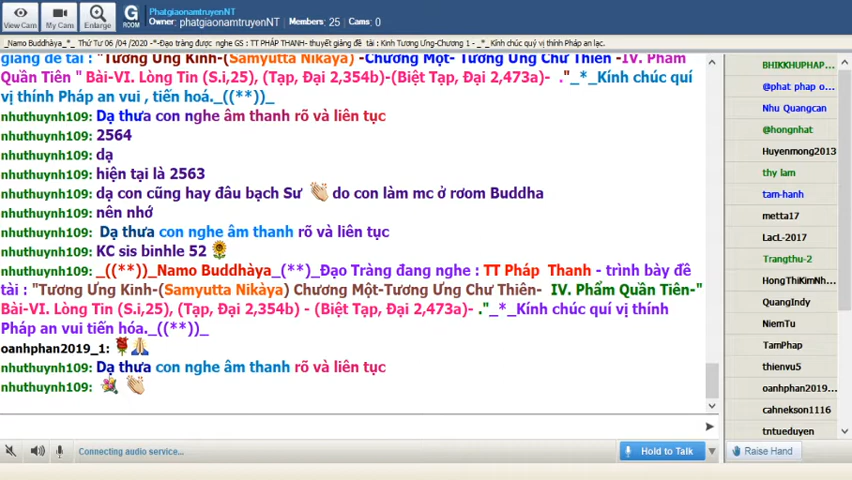 PhatgiaonamtruyenNT
Owner: phatgiaonamtruyenNT Members: 25 Cams: 0
View Cam My Cam Enlarge G ROOM
_Namo Buddhàya_*_ Thứ Tư 06 /04 /2020 -*-Đạo tràng được nghe GS : TT PHÁP THANH- thuyết giảng đề tài : Kinh Tương Ưng-Chương 1 - _*_Kính chúc quý vị thính Pháp an lạc.
giảng đề tài : "Tương Ưng Kinh-(Samyutta Nikàya) -Chương Một- Tương Ưng Chư Thiên -IV. Phẩm
Quần Tiên " Bài-VI. Lòng Tin (S.i,25), (Tạp, Đại 2,354b)-(Biệt Tạp, Đại 2,473a)- ."_*_Kính chúc quí
vị thính Pháp an vui , tiến hoá._((**))_
nhuthuynh109: Dạ thưa con nghe âm thanh rõ và liên tục
nhuthuynh109: 2564
nhuthuynh109: dạ
nhuthuynh109: hiện tại là 2563
nhuthuynh109: dạ con cũng hay đâu bạch Sư 👏 do con làm mc ở rơom Buddha
nhuthuynh109: nên nhớ
nhuthuynh109: Dạ thưa con nghe âm thanh rõ và liên tục
nhuthuynh109: KC sis binhle 52 🌻
nhuthuynh109: _((**))_Namo Buddhàya_(**)_Đạo Tràng đang nghe : TT Pháp Thanh - trình bày đề
tài : "Tương Ưng Kinh-(Samyutta Nikàya) Chương Một-Tương Ưng Chư Thiên- IV. Phẩm Quần Tiên-"
Bài-VI. Lòng Tin (S.i,25), (Tạp, Đại 2,354b) - (Biệt Tạp, Đại 2,473a)- ."_*_Kính chúc quí vị thính
Pháp an vui tiến hóa._((**))_
oanhphan2019_1: 🌹🙏
nhuthuynh109: Dạ thưa con nghe âm thanh rõ và liên tục
nhuthuynh109: 💐 👏
BHIKKHUPHAP...
@phat phap o...
Nhu Quangcan
@hongnhat
Huyenmong2013
thy lam
tam-hanh
metta17
LacL-2017
Trangthu-2
HongThiKimNh...
QuangIndy
NiemTu
TamPhap
thienvu5
oanhphan2019...
cahnekson1116
tntueduyen
Connecting audio service...
Hold to Talk
Raise Hand